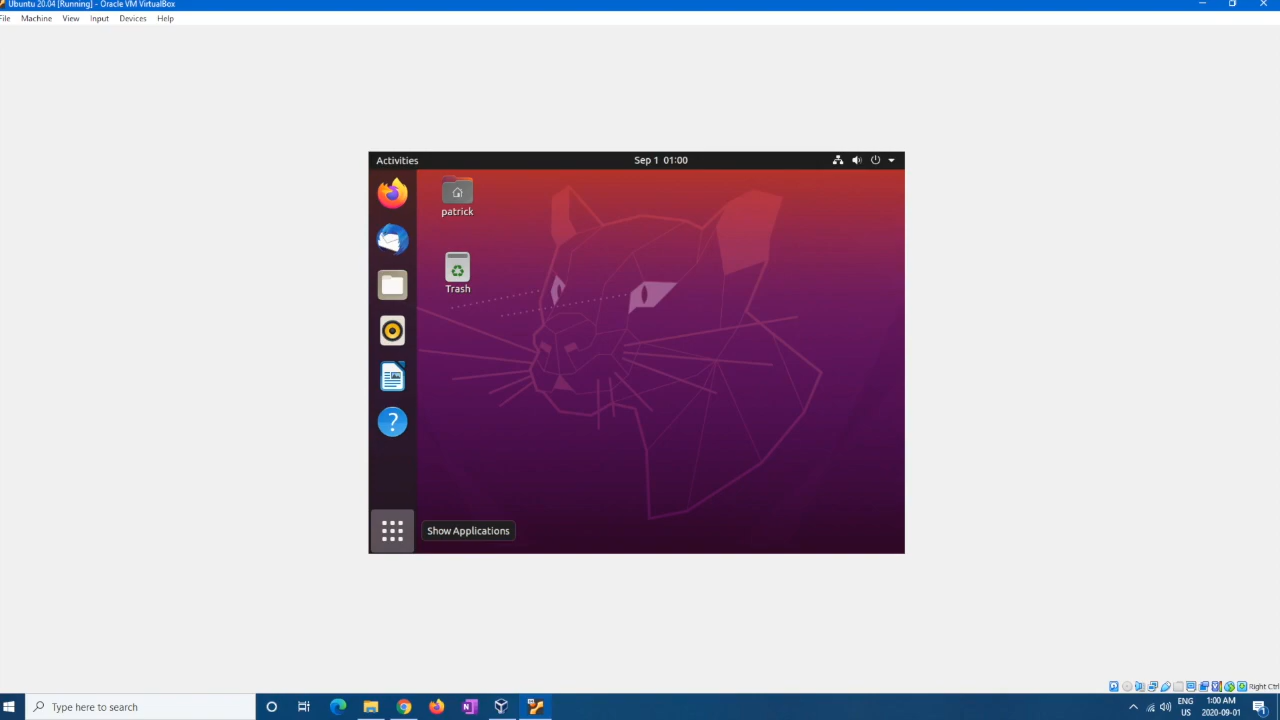 Ubuntu 20.04 [Running] - Oracle VM VirtualBox
File Machine View Input Devices Help
Activities
Sep 1 01:00
patrick
Trash
?
Show Applications
Right Ctrl
Type here to search
N
ENG
US
1:00 AM
2020-09-01
1